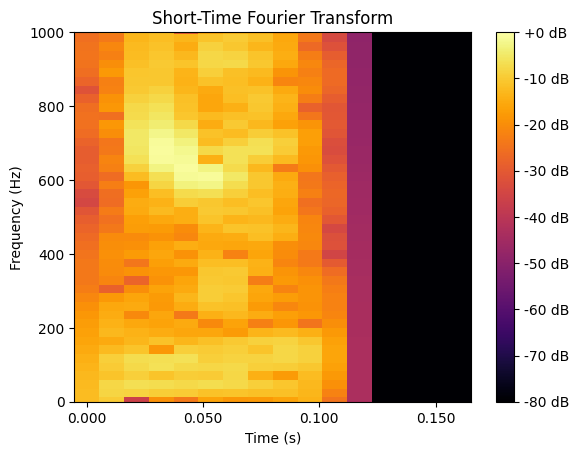 Short-Time Fourier Transform
1000
800
600
400
200
0
Frequency (Hz)
0.000
0.050
0.100
0.150
Time (s)
+0 dB
-10 dB
-20 dB
-30 dB
-40 dB
-50 dB
-60 dB
-70 dB
-80 dB